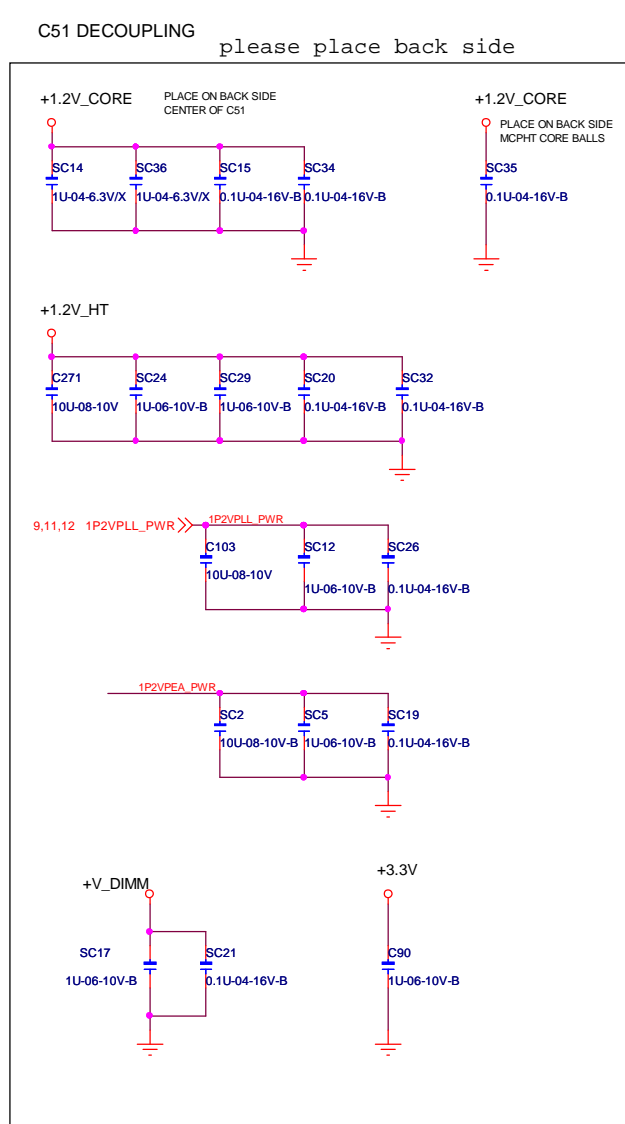 C51 DECOUPLING
please place back side
+1.2V_CORE
PLACE ON BACK SIDE
CENTER OF C51
+1.2V_CORE
PLACE ON BACK SIDE
MCPHT CORE BALLS
SC14
SC36
SC15
SC34
SC35
1U-04-6.3V/X
1U-04-6.3V/X
0.1U-04-16V-B
0.1U-04-16V-B
0.1U-04-16V-B
+1.2V_HT
C271
SC24
SC29
SC20
SC32
10U-08-10V
1U-06-10V-B
1U-06-10V-B
0.1U-04-16V-B
0.1U-04-16V-B
9,11,12 1P2VPLL_PWR
1P2VPLL_PWR
C103
SC12
SC26
10U-08-10V
1U-06-10V-B
0.1U-04-16V-B
1P2VPEA_PWR
SC2
SC5
SC19
10U-08-10V-B
1U-06-10V-B
0.1U-04-16V-B
+V_DIMM
+3.3V
SC17
SC21
C90
1U-06-10V-B
0.1U-04-16V-B
1U-06-10V-B